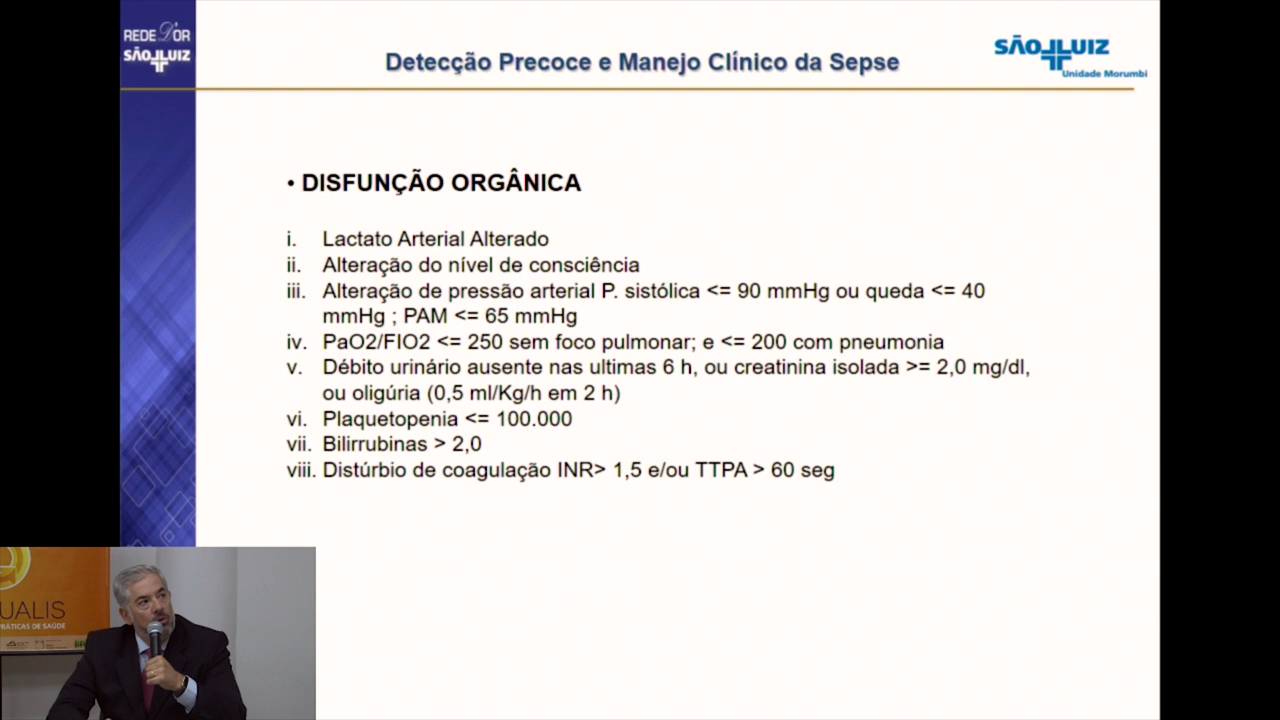 REDE D'OR
SÃO LUIZ
Detecção Precoce e Manejo Clínico da Sepse
SÃO LUIZ
Unidade Morumbi
• DISFUNÇÃO ORGÂNICA
i. Lactato Arterial Alterado
ii. Alteração do nível de consciência
iii. Alteração de pressão arterial P. sistólica <= 90 mmHg ou queda <= 40
mmHg ; PAM <= 65 mmHg
iv. PaO2/FIO2 <= 250 sem foco pulmonar; e <= 200 com pneumonia
v. Débito urinário ausente nas ultimas 6 h, ou creatinina isolada >= 2,0 mg/dl,
ou oligúria (0,5 ml/Kg/h em 2 h)
vi. Plaquetopenia <= 100.000
vii. Bilirrubinas > 2,0
viii. Distúrbio de coagulação INR> 1,5 e/ou TTPA > 60 seg
UALIS
PRÁTICAS DE SAÚDE